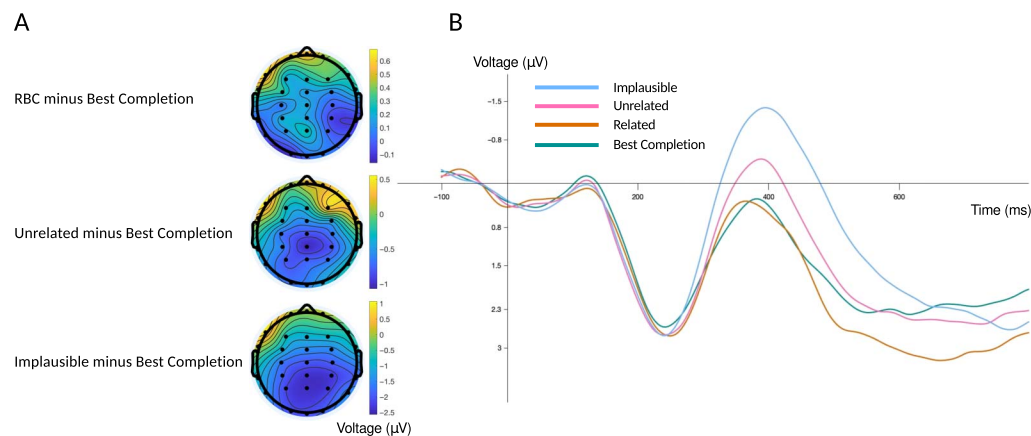 A
B
RBC minus Best Completion
0.6
0.5
0.4
0.3
0.2
0.1
0
−0.1
Unrelated minus Best Completion
0.5
0
−0.5
−1
Implausible minus Best Completion
1
0.5
0
−0.5
−1
−1.5
−2
−2.5
Voltage (µV)
Voltage (µV)
Implausible
Unrelated
Related
Best Completion
-1.5
-0.8
0.8
1.5
2.3
3
-100
200
400
600
Time (ms)